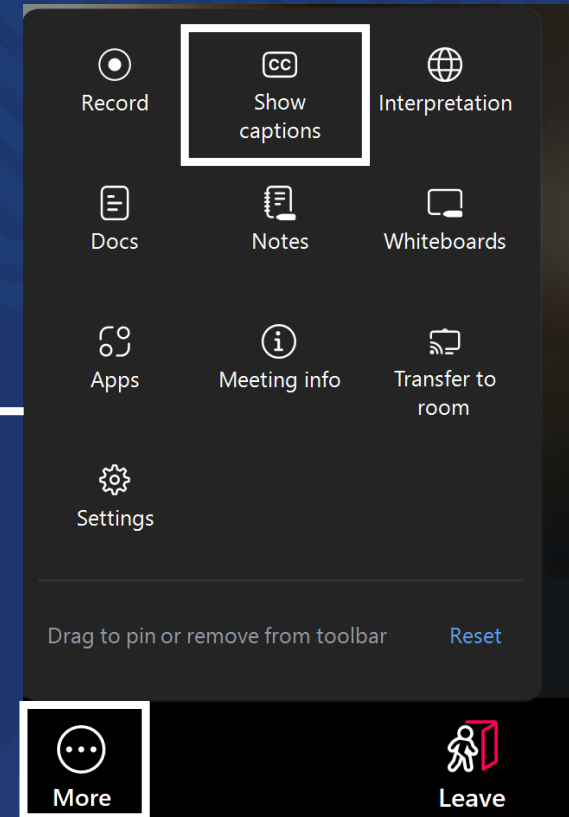 CC
Record
Show
captions
Interpretation
Docs
Notes
Whiteboards
Apps
Meeting info
Transfer to
room
Settings
Drag to pin or remove from toolbar
Reset
More
Leave